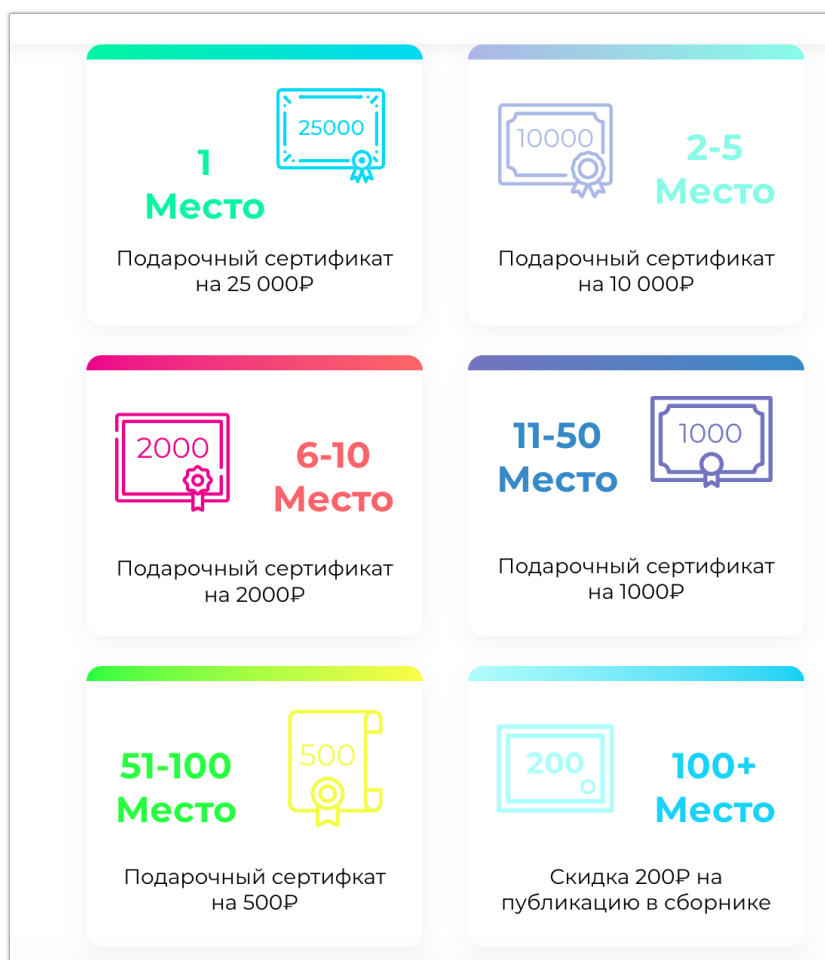 25000
1
Место
Подарочный сертификат
на 25 000₽
10000
2-5
Место
Подарочный сертификат
на 10 000₽
2000
6-10
Место
Подарочный сертификат
на 2000₽
11-50
Место
1000
Подарочный сертификат
на 1000₽
51-100
Место
500
Подарочный сертифкат
на 500₽
200
100+
Место
Скидка 200₽ на
публикацию в сборнике